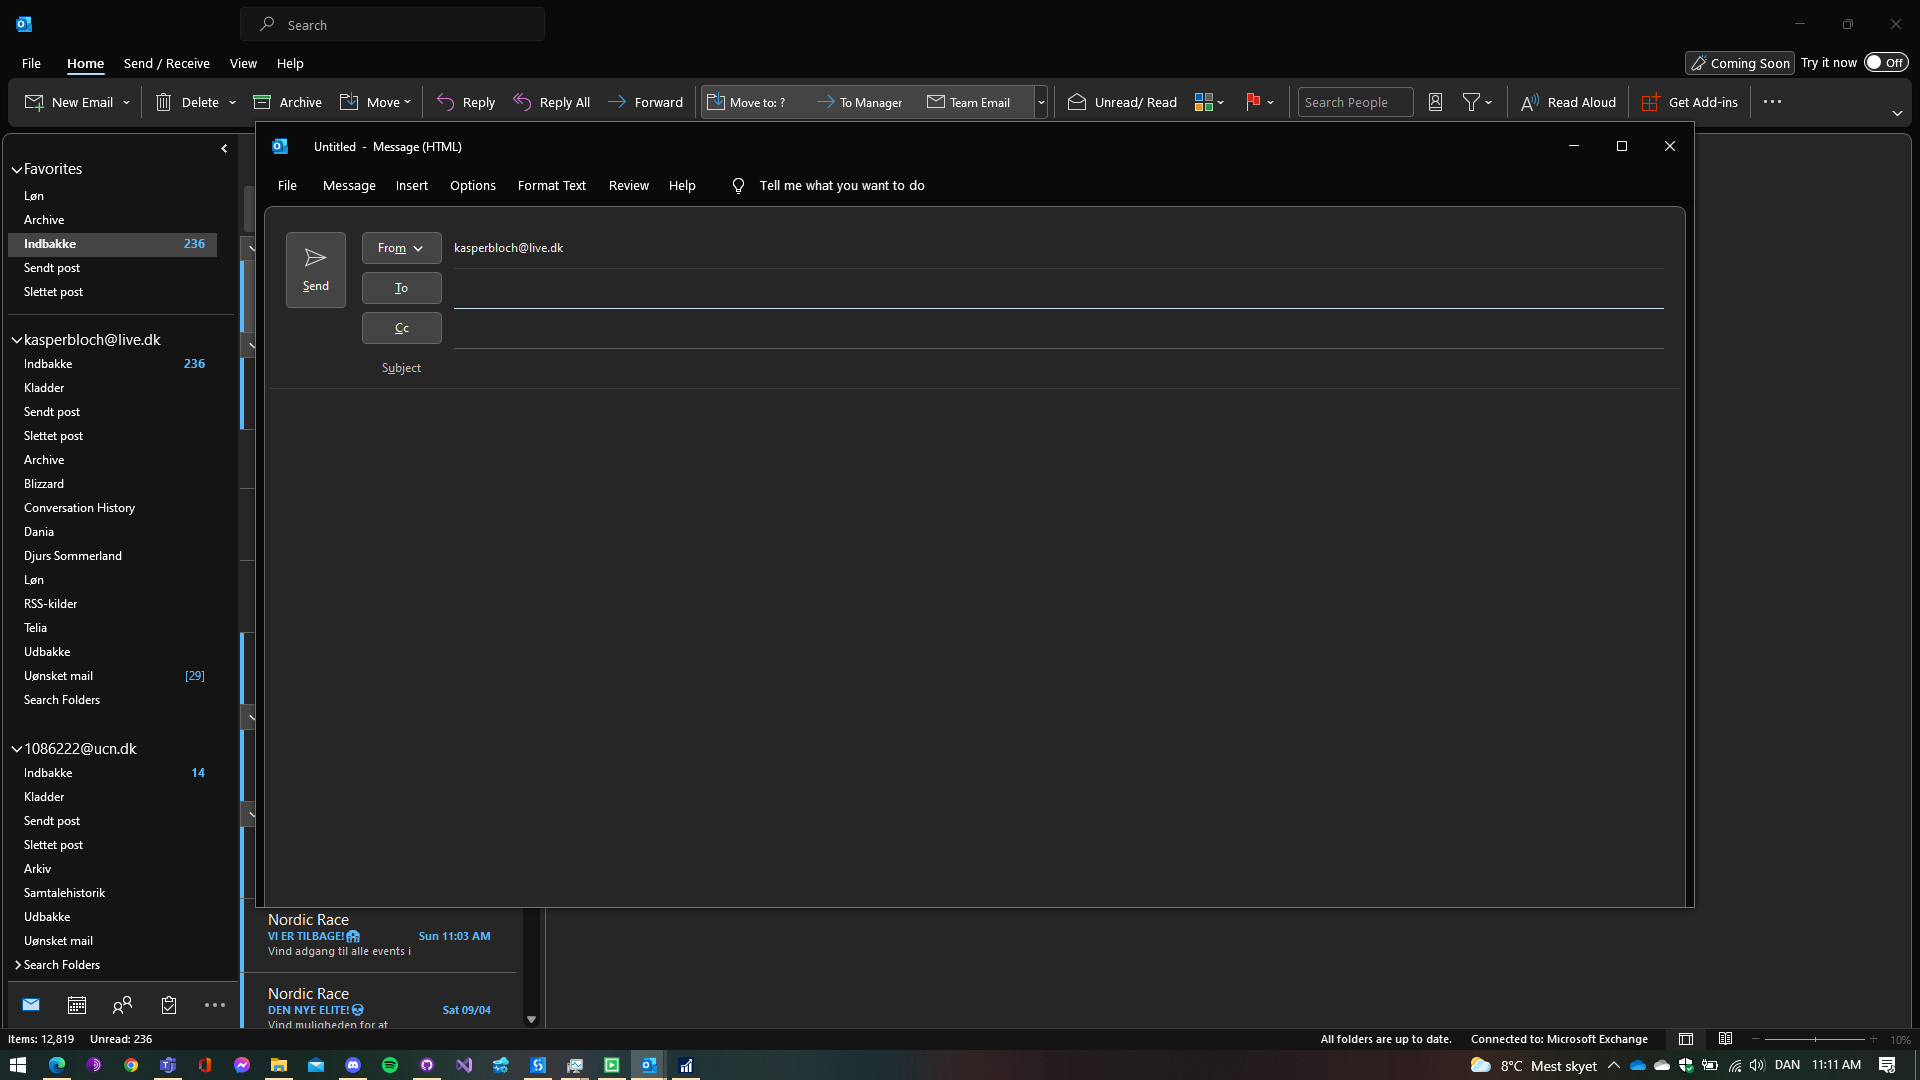 Search
File Home Send / Receive View Help
Coming Soon Try it now Off
New Email Delete Archive Move Reply Reply All Forward Move to: ? To Manager Team Email Unread/ Read Search People Read Aloud Get Add-ins
Untitled - Message (HTML)
File Message Insert Options Format Text Review Help Tell me what you want to do
Send
From kasperbloch@live.dk
To
Cc
Subject
Favorites
Løn
Archive
Indbakke 236
Sendt post
Slettet post
kasperbloch@live.dk
Indbakke 236
Kladder
Sendt post
Slettet post
Archive
Blizzard
Conversation History
Dania
Djurs Sommerland
Løn
RSS-kilder
Telia
Udbakke
Uønsket mail [29]
Search Folders
1086222@ucn.dk
Indbakke 14
Kladder
Sendt post
Slettet post
Arkiv
Samtalehistorik
Udbakke
Uønsket mail
Search Folders
Nordic Race
VI ER TILBAGE! Sun 11:03 AM
Vind adgang til alle events i
Nordic Race
DEN NYE ELITE! Sat 09/04
Vind muligheden for at
Items: 12,819 Unread: 236
All folders are up to date. Connected to: Microsoft Exchange
10%
8°C Mest skyet DAN 11:11 AM